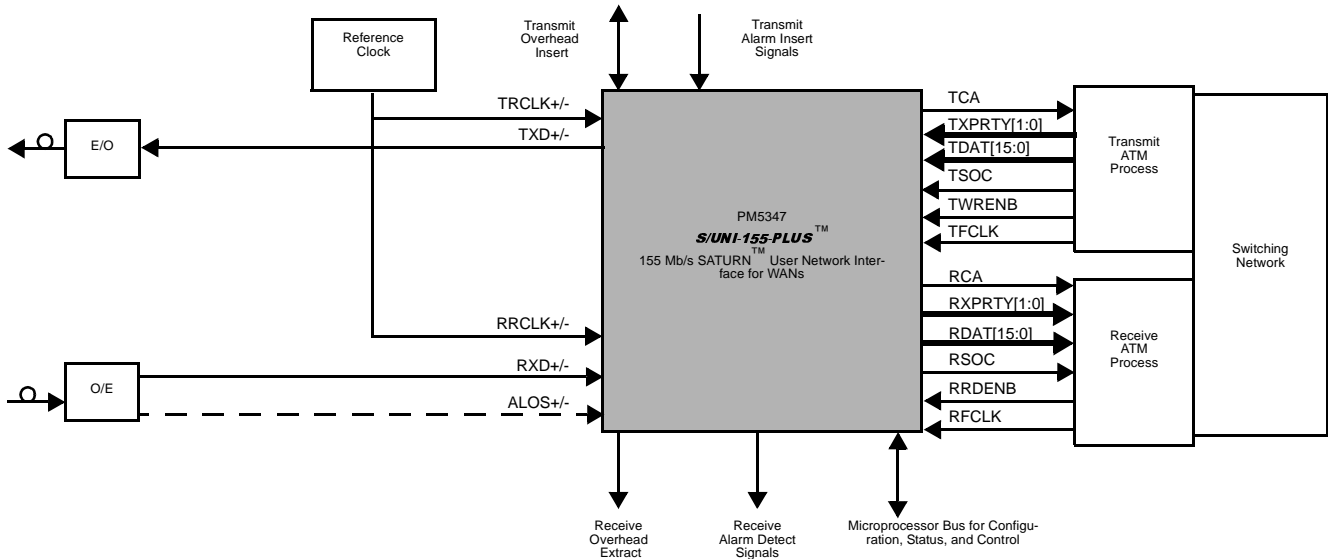 Transmit
Overhead
Insert
Transmit
Alarm Insert
Signals
Reference
Clock
TRCLK+/-
TXD+/-
E/O
TCA
TXPRTY[1:0]
TDAT[15:0]
TSOC
TWRENB
TFCLK
Transmit
ATM
Process
PM5347
S/UNI-155-PLUS™
155 Mb/s SATURN™ User Network Inter-
face for WANs
Switching
Network
RRCLK+/-
RXD+/-
ALOS+/-
O/E
RCA
RXPRTY[1:0]
RDAT[15:0]
RSOC
RRDENB
RFCLK
Receive
ATM
Process
Receive
Overhead
Extract
Receive
Alarm Detect
Signals
Microprocessor Bus for Configu-
ration, Status, and Control